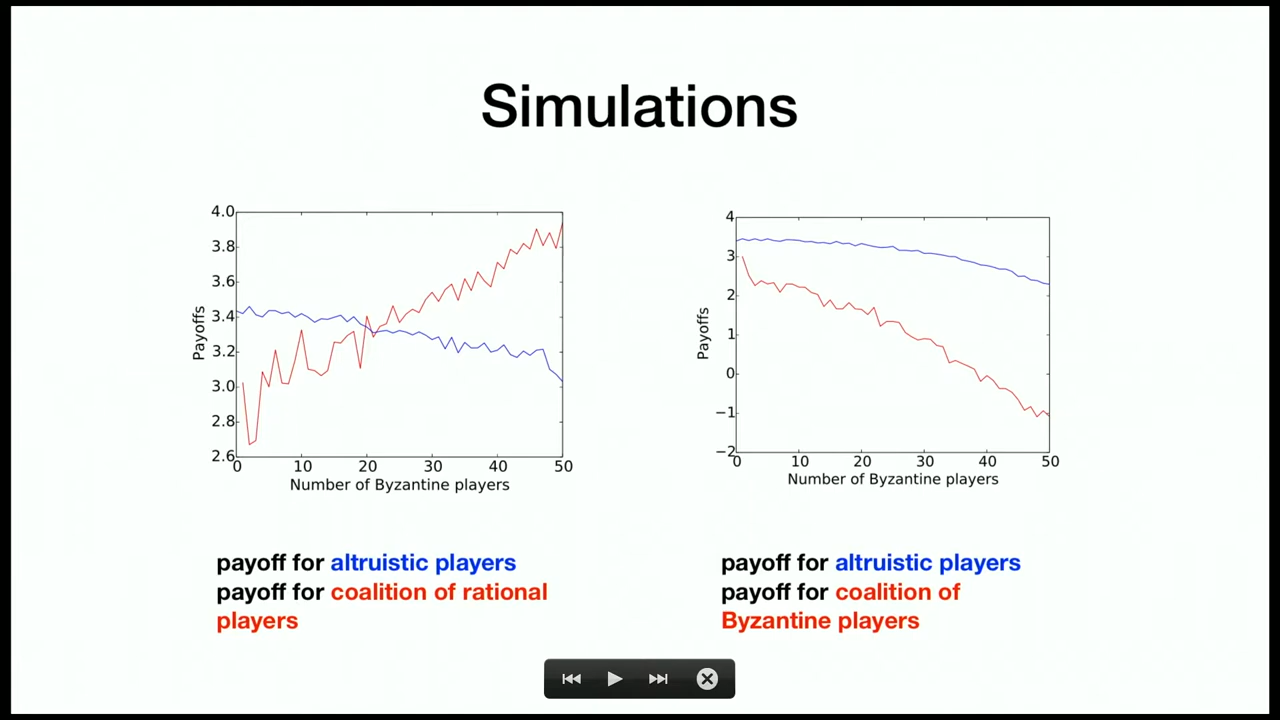 Simulations
4.0
3.8
3.6
3.4
3.2
3.0
2.8
2.6
Payoffs
0 10 20 30 40 50
Number of Byzantine players
4
3
2
1
0
−1
−2
Payoffs
0 10 20 30 40 50
Number of Byzantine players
payoff for altruistic players
payoff for coalition of rational
players
payoff for altruistic players
payoff for coalition of
Byzantine players